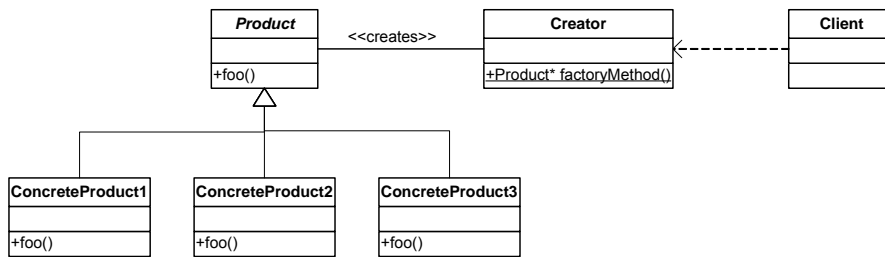 Product
<<creates>>
Creator
Client
+foo()
+Product* factoryMethod()
ConcreteProduct1
ConcreteProduct2
ConcreteProduct3
+foo()
+foo()
+foo()